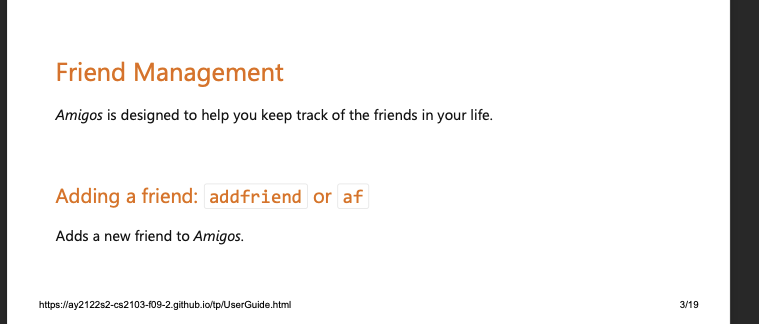 Friend Management
Amigos is designed to help you keep track of the friends in your life.
Adding a friend: addfriend or af
Adds a new friend to Amigos.
https://ay2122s2-cs2103-f09-2.github.io/tp/UserGuide.html 3/19